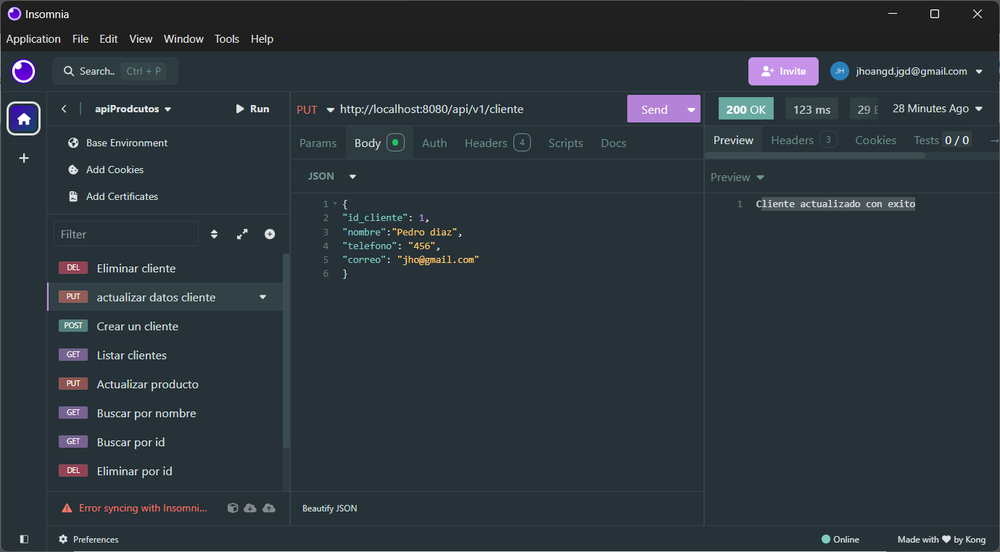 Insomnia
Application File Edit View Window Tools Help
Search.. Ctrl + P
Invite
JH
jhoangd.jgd@gmail.com
apiProdcutos
Run
Base Environment
Add Cookies
Add Certificates
Filter
DEL Eliminar cliente
PUT actualizar datos cliente
POST Crear un cliente
GET Listar clientes
PUT Actualizar producto
GET Buscar por nombre
GET Buscar por id
DEL Eliminar por id
Error syncing with Insomni...
PUT http://localhost:8080/api/v1/cliente Send
Params Body Auth Headers 4 Scripts Docs
JSON
1 {
2 "id_cliente": 1,
3 "nombre":"Pedro diaz",
4 "telefono": "456",
5 "correo": "jho@gmail.com"
6 }
Beautify JSON
200 OK 123 ms 29 28 Minutes Ago
Preview Headers 3 Cookies Tests 0 / 0
Preview
1 Cliente actualizado con exito
Preferences
Online
Made with ❤ by Kong